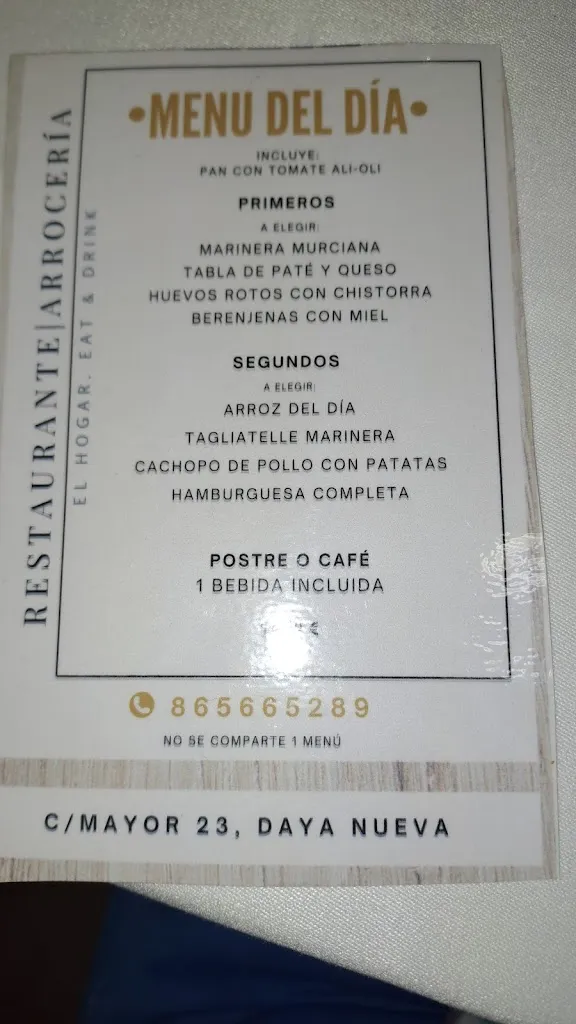 RESTAURANTE|ARROCERÍA
EL HOGAR. EAT & DRINK
•MENU DEL DÍA•
INCLUYE:
PAN CON TOMATE ALI-OLI
PRIMEROS
A ELEGIR:
MARINERA MURCIANA
TABLA DE PATÉ Y QUESO
HUEVOS ROTOS CON CHISTORRA
BERENJENAS CON MIEL
SEGUNDOS
A ELEGIR:
ARROZ DEL DÍA
TAGLIATELLE MARINERA
CACHOPO DE POLLO CON PATATAS
HAMBURGUESA COMPLETA
POSTRE O CAFÉ
1 BEBIDA INCLUIDA
865665289
NO SE COMPARTE 1 MENÚ
C/MAYOR 23, DAYA NUEVA